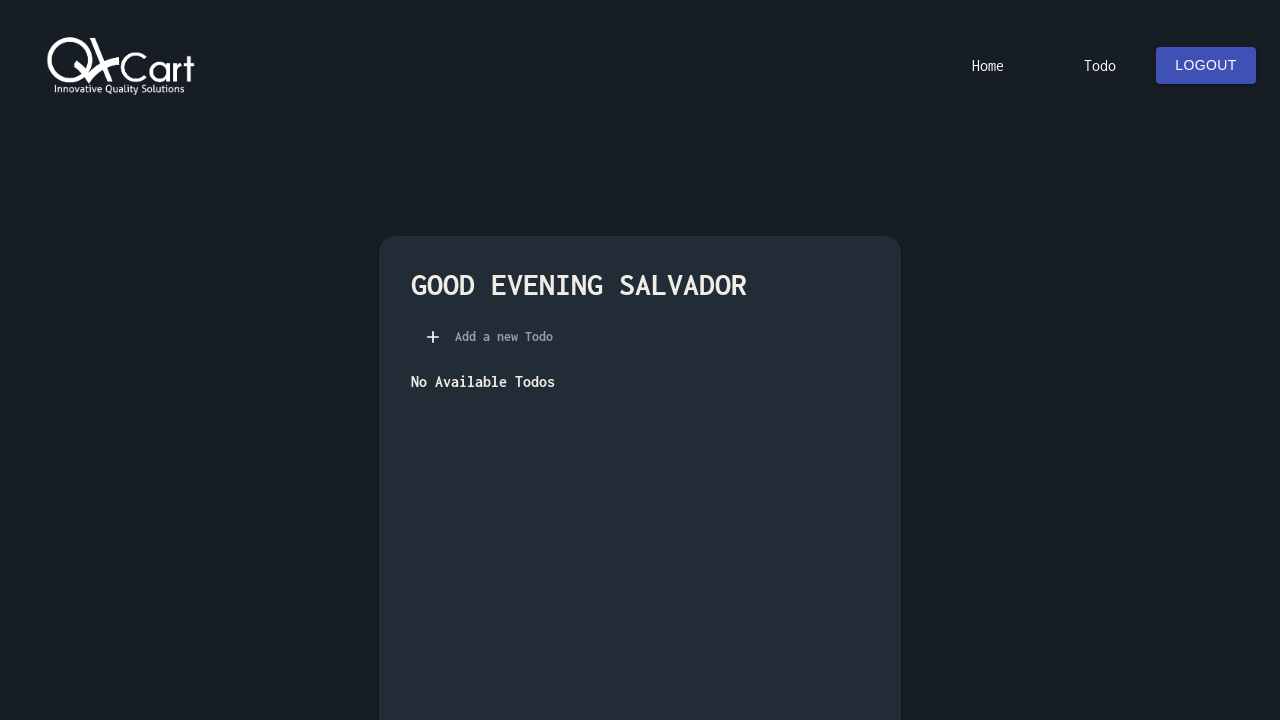 QACart
Innovative Quality Solutions
Home
Todo
LOGOUT
GOOD EVENING SALVADOR
+ Add a new Todo
No Available Todos